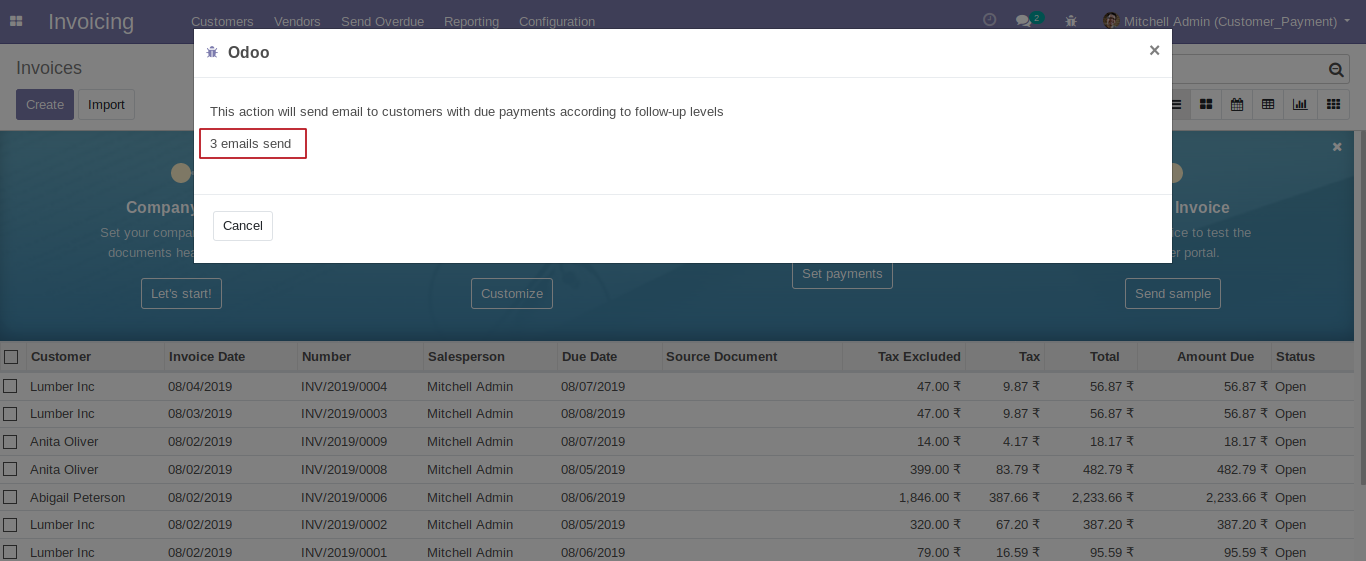 Invoicing Customers Vendors Send Overdue Reporting Configuration 2 Mitchell Admin (Customer_Payment)
Odoo ×
Invoices
Create Import
This action will send email to customers with due payments according to follow-up levels
3 emails send
Cancel
Company Invoice
Set your compa ce to test the
documents hea er portal.
Let's start! Customize Set payments Send sample
Customer Invoice Date Number Salesperson Due Date Source Document Tax Excluded Tax Total Amount Due Status
Lumber Inc 08/04/2019 INV/2019/0004 Mitchell Admin 08/07/2019 47.00 ₹ 9.87 ₹ 56.87 ₹ 56.87 ₹ Open
Lumber Inc 08/03/2019 INV/2019/0003 Mitchell Admin 08/08/2019 47.00 ₹ 9.87 ₹ 56.87 ₹ 56.87 ₹ Open
Anita Oliver 08/02/2019 INV/2019/0009 Mitchell Admin 08/07/2019 14.00 ₹ 4.17 ₹ 18.17 ₹ 18.17 ₹ Open
Anita Oliver 08/02/2019 INV/2019/0008 Mitchell Admin 08/05/2019 399.00 ₹ 83.79 ₹ 482.79 ₹ 482.79 ₹ Open
Abigail Peterson 08/02/2019 INV/2019/0006 Mitchell Admin 08/06/2019 1,846.00 ₹ 387.66 ₹ 2,233.66 ₹ 2,233.66 ₹ Open
Lumber Inc 08/02/2019 INV/2019/0002 Mitchell Admin 08/05/2019 320.00 ₹ 67.20 ₹ 387.20 ₹ 387.20 ₹ Open
Lumber Inc 08/02/2019 INV/2019/0001 Mitchell Admin 08/06/2019 79.00 ₹ 16.59 ₹ 95.59 ₹ 95.59 ₹ Open